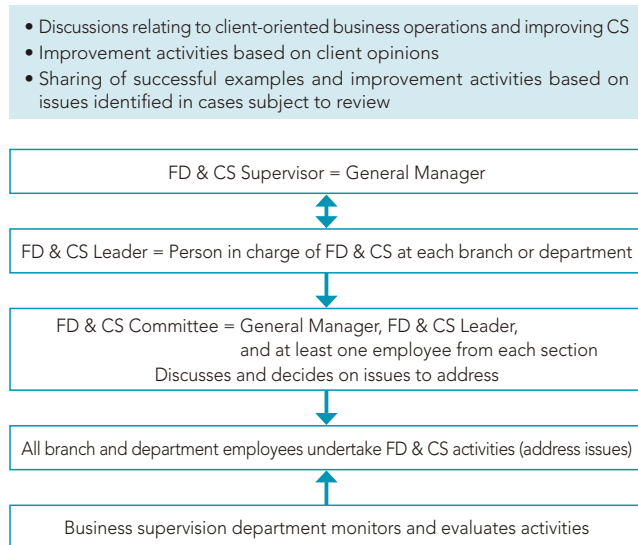 • Discussions relating to client-oriented business operations and improving CS
• Improvement activities based on client opinions
• Sharing of successful examples and improvement activities based on
issues identified in cases subject to review
FD & CS Supervisor = General Manager
FD & CS Leader = Person in charge of FD & CS at each branch or department
FD & CS Committee = General Manager, FD & CS Leader,
and at least one employee from each section
Discusses and decides on issues to address
All branch and department employees undertake FD & CS activities (address issues)
Business supervision department monitors and evaluates activities